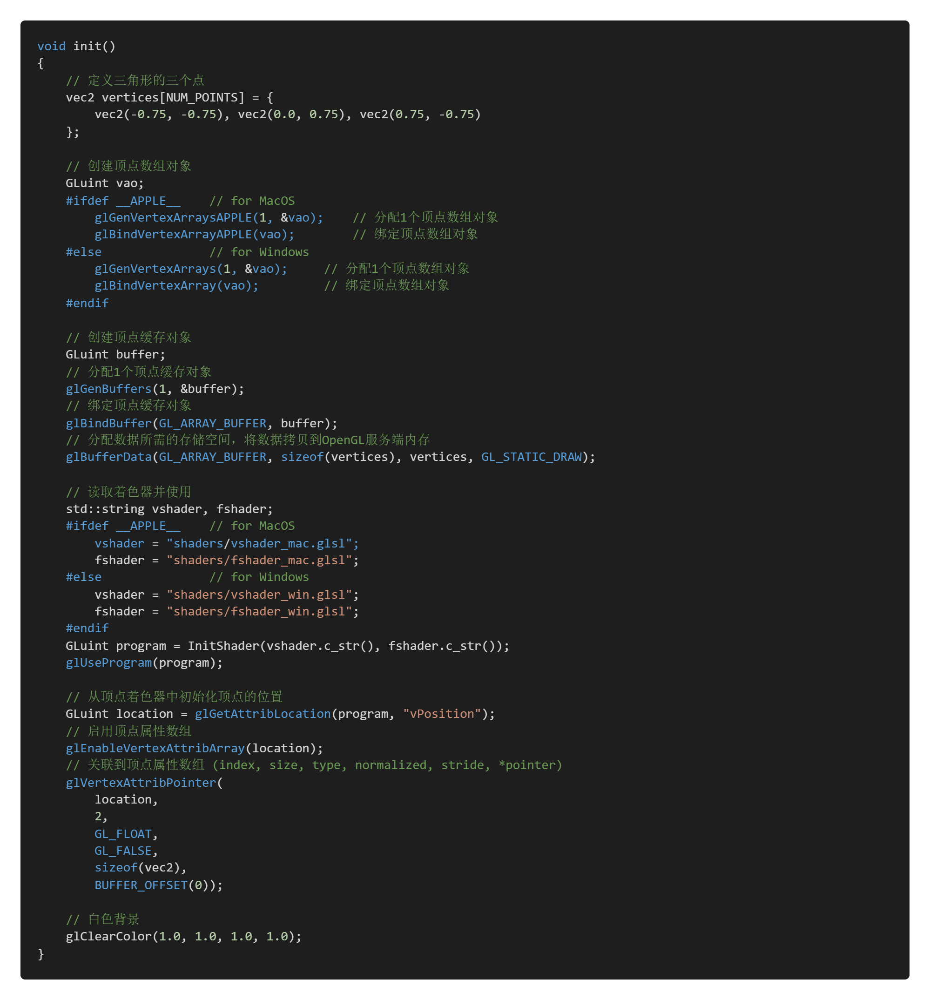 void init()
{
    // 定义三角形的三个点
    vec2 vertices[NUM_POINTS] = {
        vec2(-0.75, -0.75), vec2(0.0, 0.75), vec2(0.75, -0.75)
    };

    // 创建顶点数组对象
    GLuint vao;
    #ifdef __APPLE__    // for MacOS
        glGenVertexArraysAPPLE(1, &vao);    // 分配1个顶点数组对象
        glBindVertexArrayAPPLE(vao);        // 绑定顶点数组对象
    #else               // for Windows
        glGenVertexArrays(1, &vao);     // 分配1个顶点数组对象
        glBindVertexArray(vao);         // 绑定顶点数组对象
    #endif

    // 创建顶点缓存对象
    GLuint buffer;
    // 分配1个顶点缓存对象
    glGenBuffers(1, &buffer);
    // 绑定顶点缓存对象
    glBindBuffer(GL_ARRAY_BUFFER, buffer);
    // 分配数据所需的存储空间，将数据拷贝到OpenGL服务端内存
    glBufferData(GL_ARRAY_BUFFER, sizeof(vertices), vertices, GL_STATIC_DRAW);

    // 读取着色器并使用
    std::string vshader, fshader;
    #ifdef __APPLE__    // for MacOS
        vshader = "shaders/vshader_mac.glsl";
        fshader = "shaders/fshader_mac.glsl";
    #else               // for Windows
        vshader = "shaders/vshader_win.glsl";
        fshader = "shaders/fshader_win.glsl";
    #endif
    GLuint program = InitShader(vshader.c_str(), fshader.c_str());
    glUseProgram(program);

    // 从顶点着色器中初始化顶点的位置
    GLuint location = glGetAttribLocation(program, "vPosition");
    // 启用顶点属性数组
    glEnableVertexAttribArray(location);
    // 关联到顶点属性数组 (index, size, type, normalized, stride, *pointer)
    glVertexAttribPointer(
        location,
        2,
        GL_FLOAT,
        GL_FALSE,
        sizeof(vec2),
        BUFFER_OFFSET(0));

    // 白色背景
    glClearColor(1.0, 1.0, 1.0, 1.0);
}